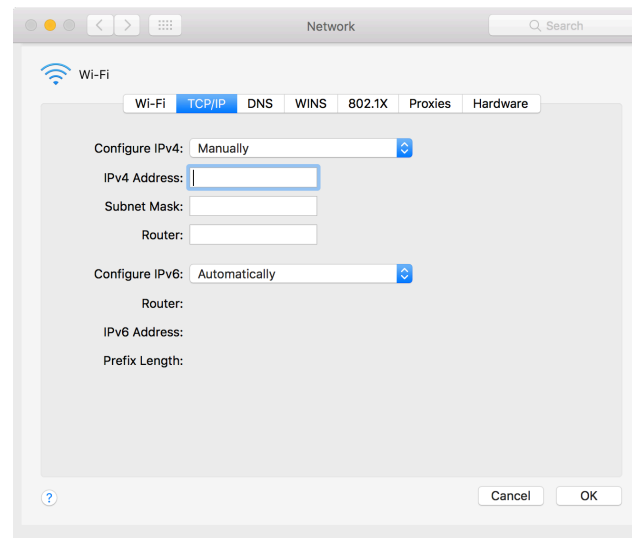 Network
Search
Wi-Fi
Wi-Fi TCP/IP DNS WINS 802.1X Proxies Hardware
Configure IPv4: Manually
IPv4 Address:
Subnet Mask:
Router:
Configure IPv6: Automatically
Router:
IPv6 Address:
Prefix Length:
? Cancel OK